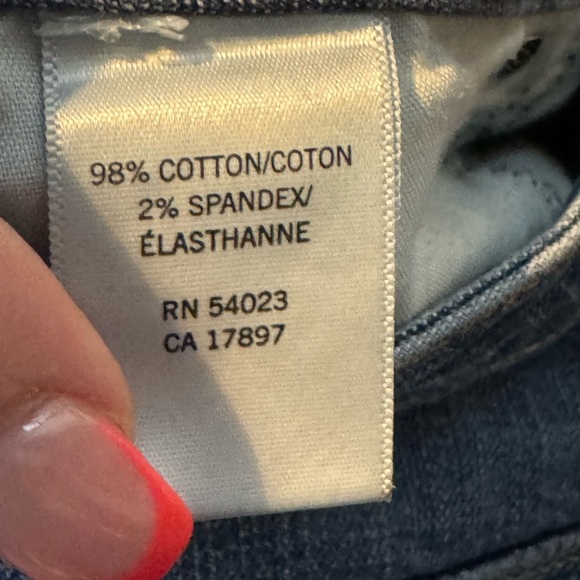 98% COTTON/COTON
2% SPANDEX/
ÉLASTHANNE
RN 54023
CA 17897